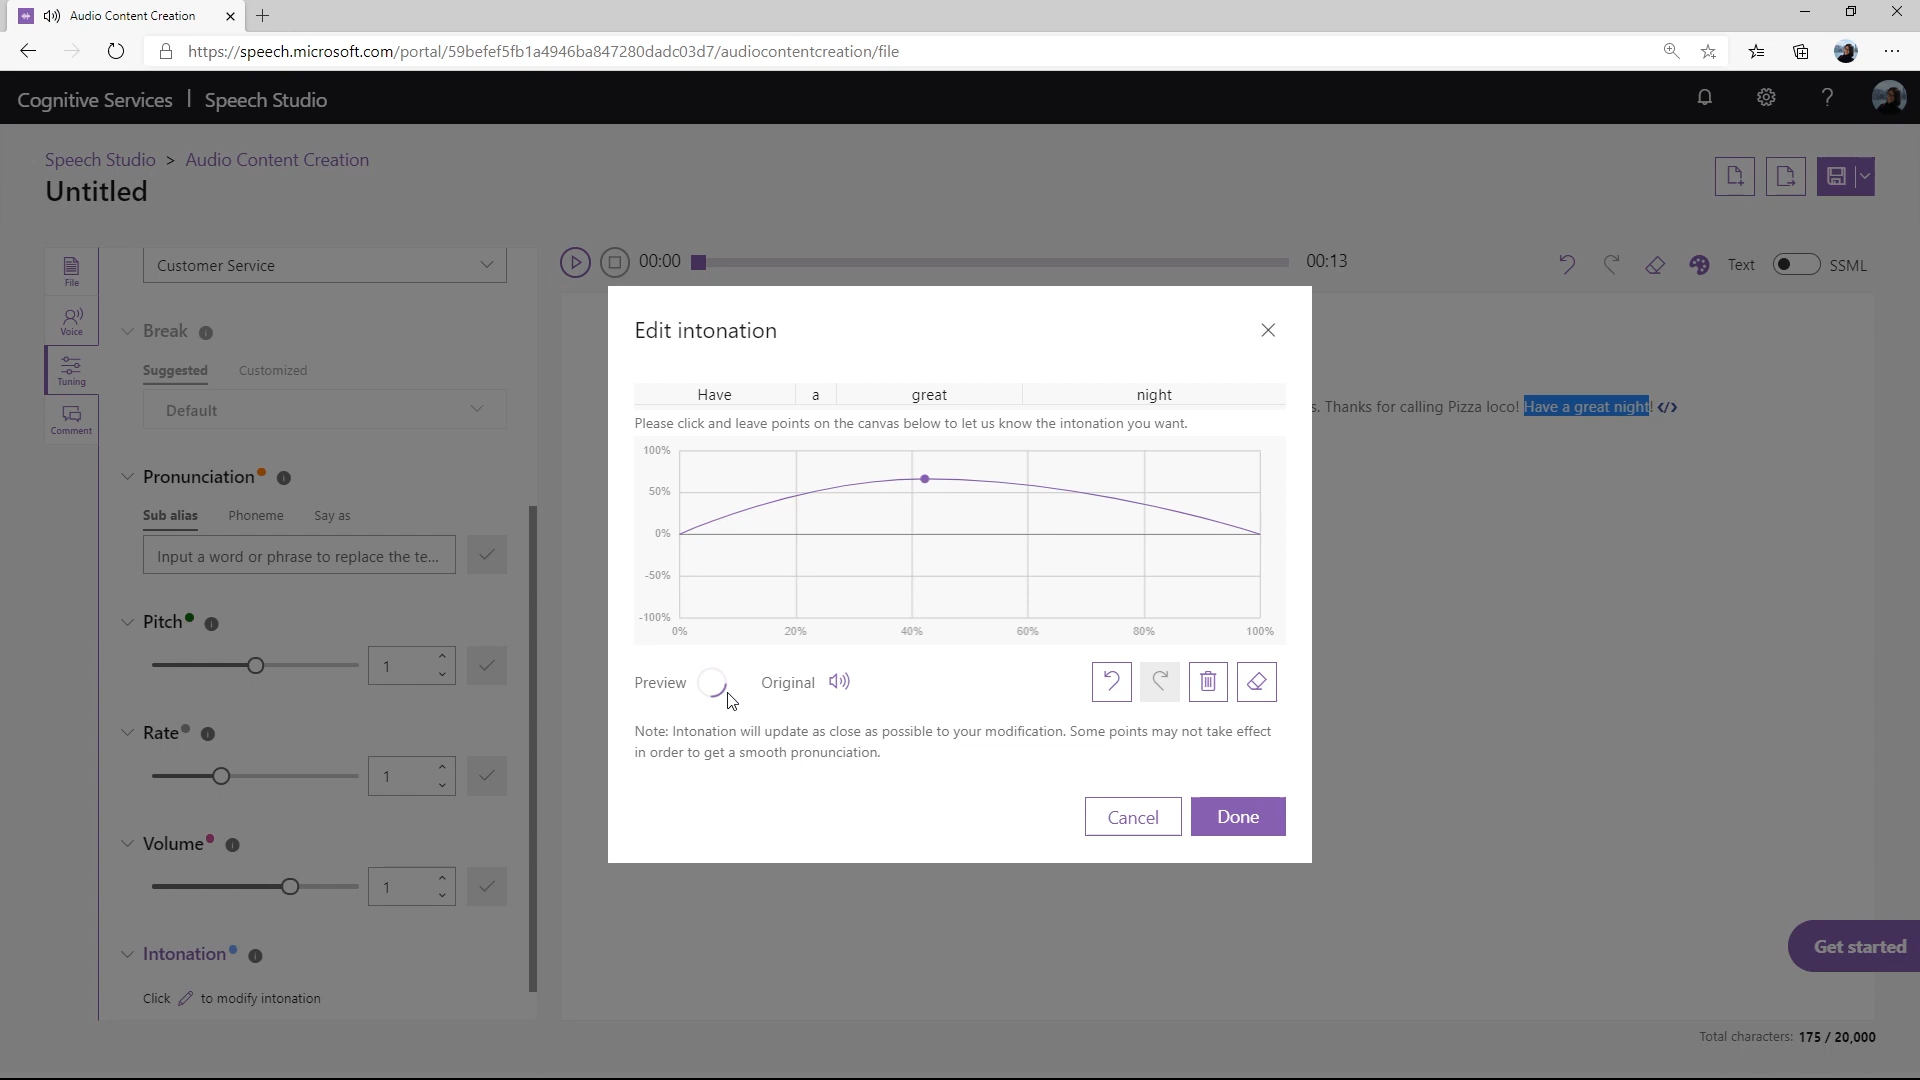 Audio Content Creation
https://speech.microsoft.com/portal/59befef5fb1a4946ba847280dadc03d7/audiocontentcreation/file
Cognitive Services | Speech Studio
Speech Studio > Audio Content Creation
Untitled
File
Voice
Tuning
Comment
Customer Service
Break
Suggested Customized
Default
Pronunciation
Sub alias Phoneme Say as
Input a word or phrase to replace the te...
Pitch
1
Rate
1
Volume
1
Intonation
Click to modify intonation
00:00 00:13
Text SSML
s. Thanks for calling Pizza loco! Have a great night! </>
Edit intonation
Have a great night
Please click and leave points on the canvas below to let us know the intonation you want.
100%
50%
0%
-50%
-100%
0% 20% 40% 60% 80% 100%
Preview Original
Note: Intonation will update as close as possible to your modification. Some points may not take effect
in order to get a smooth pronunciation.
Cancel Done
Get started
Total characters: 175 / 20,000